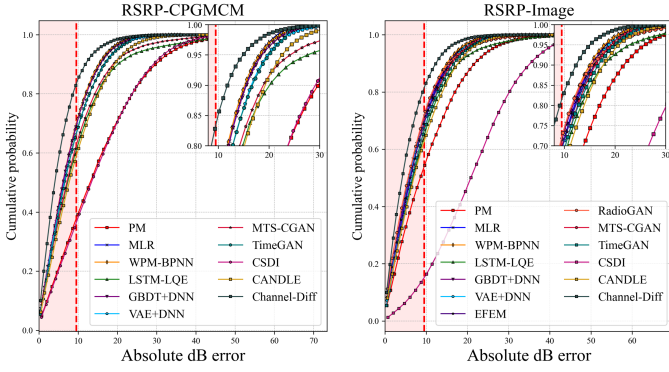 RSRP-CPGMCM
RSRP-Image
Cumulative probability
1.0
0.8
0.6
0.4
0.2
0.0
0
10
20
30
40
50
60
70
Absolute dB error
1.00
0.95
0.90
0.85
0.80
10
20
30
PM
MLR
WPM-BPNN
LSTM-LQE
GBDT+DNN
VAE+DNN
MTS-CGAN
TimeGAN
CSDI
CANDLE
Channel-Diff
Cumulative probability
1.0
0.8
0.6
0.4
0.2
0.0
0
10
20
30
40
50
60
Absolute dB error
1.00
0.95
0.90
0.85
0.80
0.75
0.70
10
20
30
PM
MLR
WPM-BPNN
LSTM-LQE
GBDT+DNN
VAE+DNN
EFEM
RadioGAN
MTS-CGAN
TimeGAN
CSDI
CANDLE
Channel-Diff